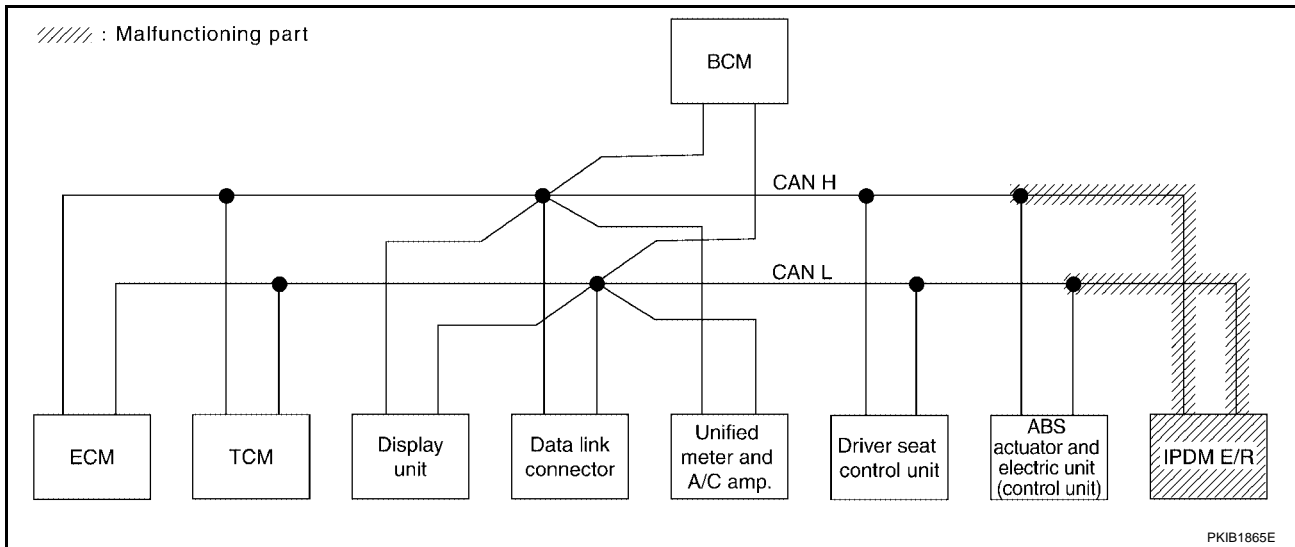 : Malfunctioning part
BCM
CAN H
CAN L
ECM
TCM
Display
unit
Data link
connector
Unified
meter and
A/C amp.
Driver seat
control unit
ABS
actuator and
electric unit
(control unit)
IPDM E/R
PKIB1865E